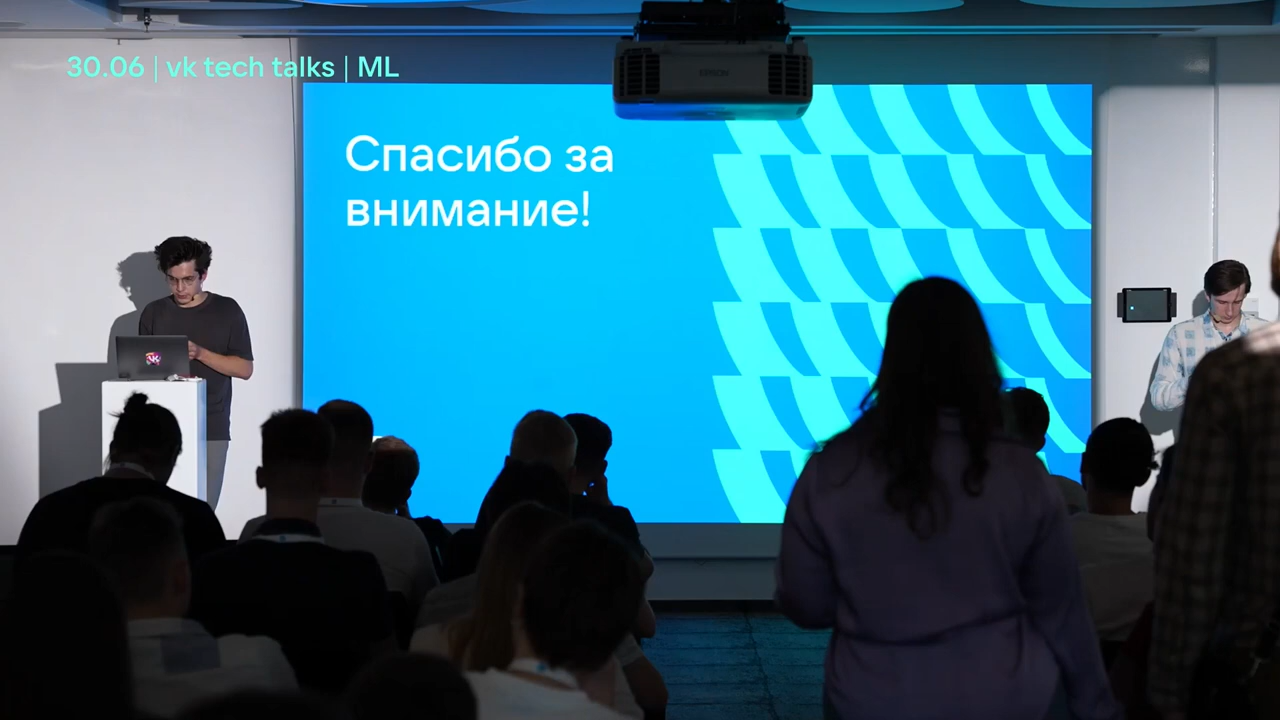 30.06 | vk tech talks | ML
EPSON
Спасибо за
внимание!